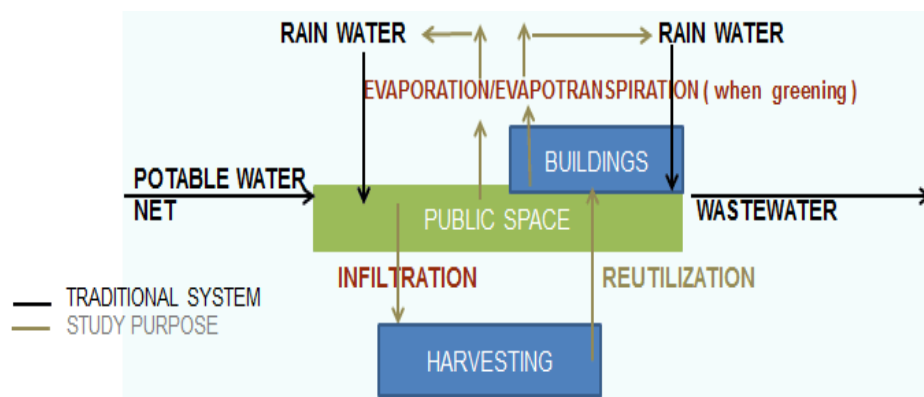 RAIN WATER
RAIN WATER
EVAPORATION/EVAPOTRANSPIRATION ( when greening )
BUILDINGS
POTABLE WATER
NET
PUBLIC SPACE
WASTEWATER
INFILTRATION
REUTILIZATION
TRADITIONAL SYSTEM
STUDY PURPOSE
HARVESTING